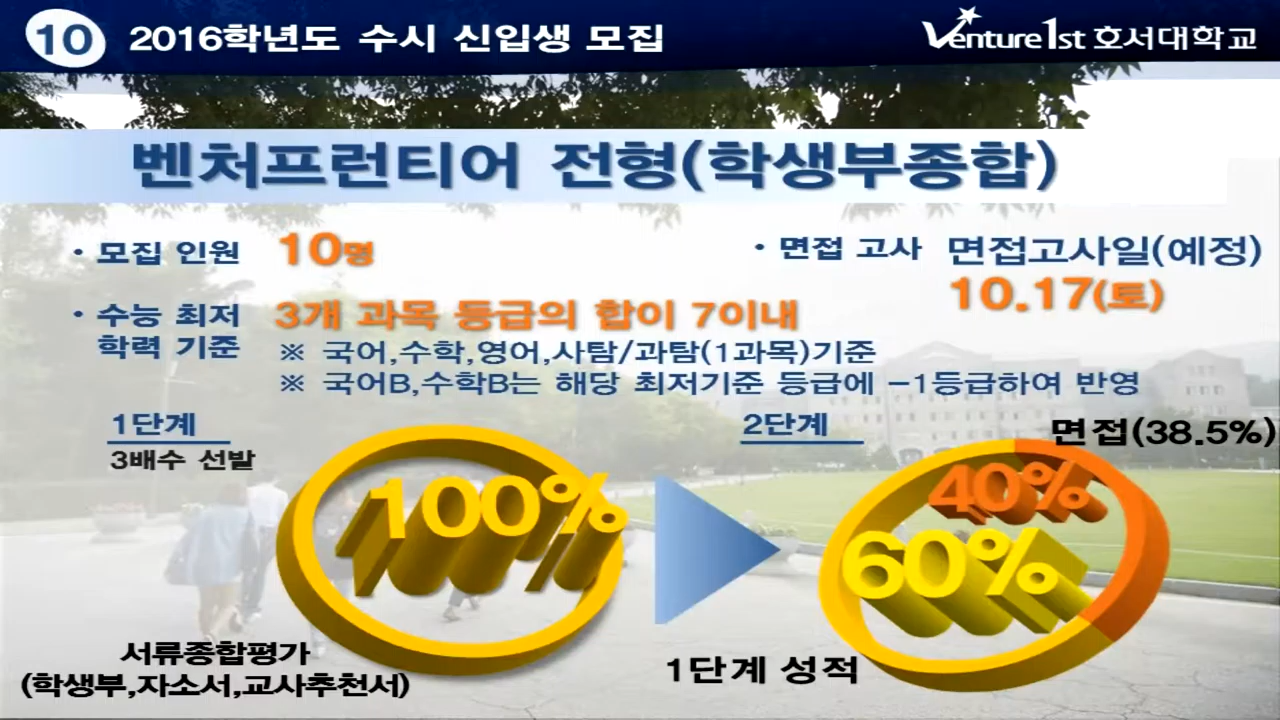 10 2016학년도 수시 신입생 모집
Venture 1st 호서대학교
벤처프런티어 전형(학생부종합)
· 모집 인원 10명
· 면접 고사 면접고사일(예정)
10.17(토)
· 수능 최저 학력 기준 3개 과목 등급의 합이 7이내
※ 국어,수학,영어,사탐/과탐(1과목)기준
※ 국어B,수학B는 해당 최저기준 등급에 -1등급하여 반영
1단계
3배수 선발
100%
서류종합평가
(학생부,자소서,교사추천서)
2단계
면접(38.5%)
40%
60%
1단계 성적